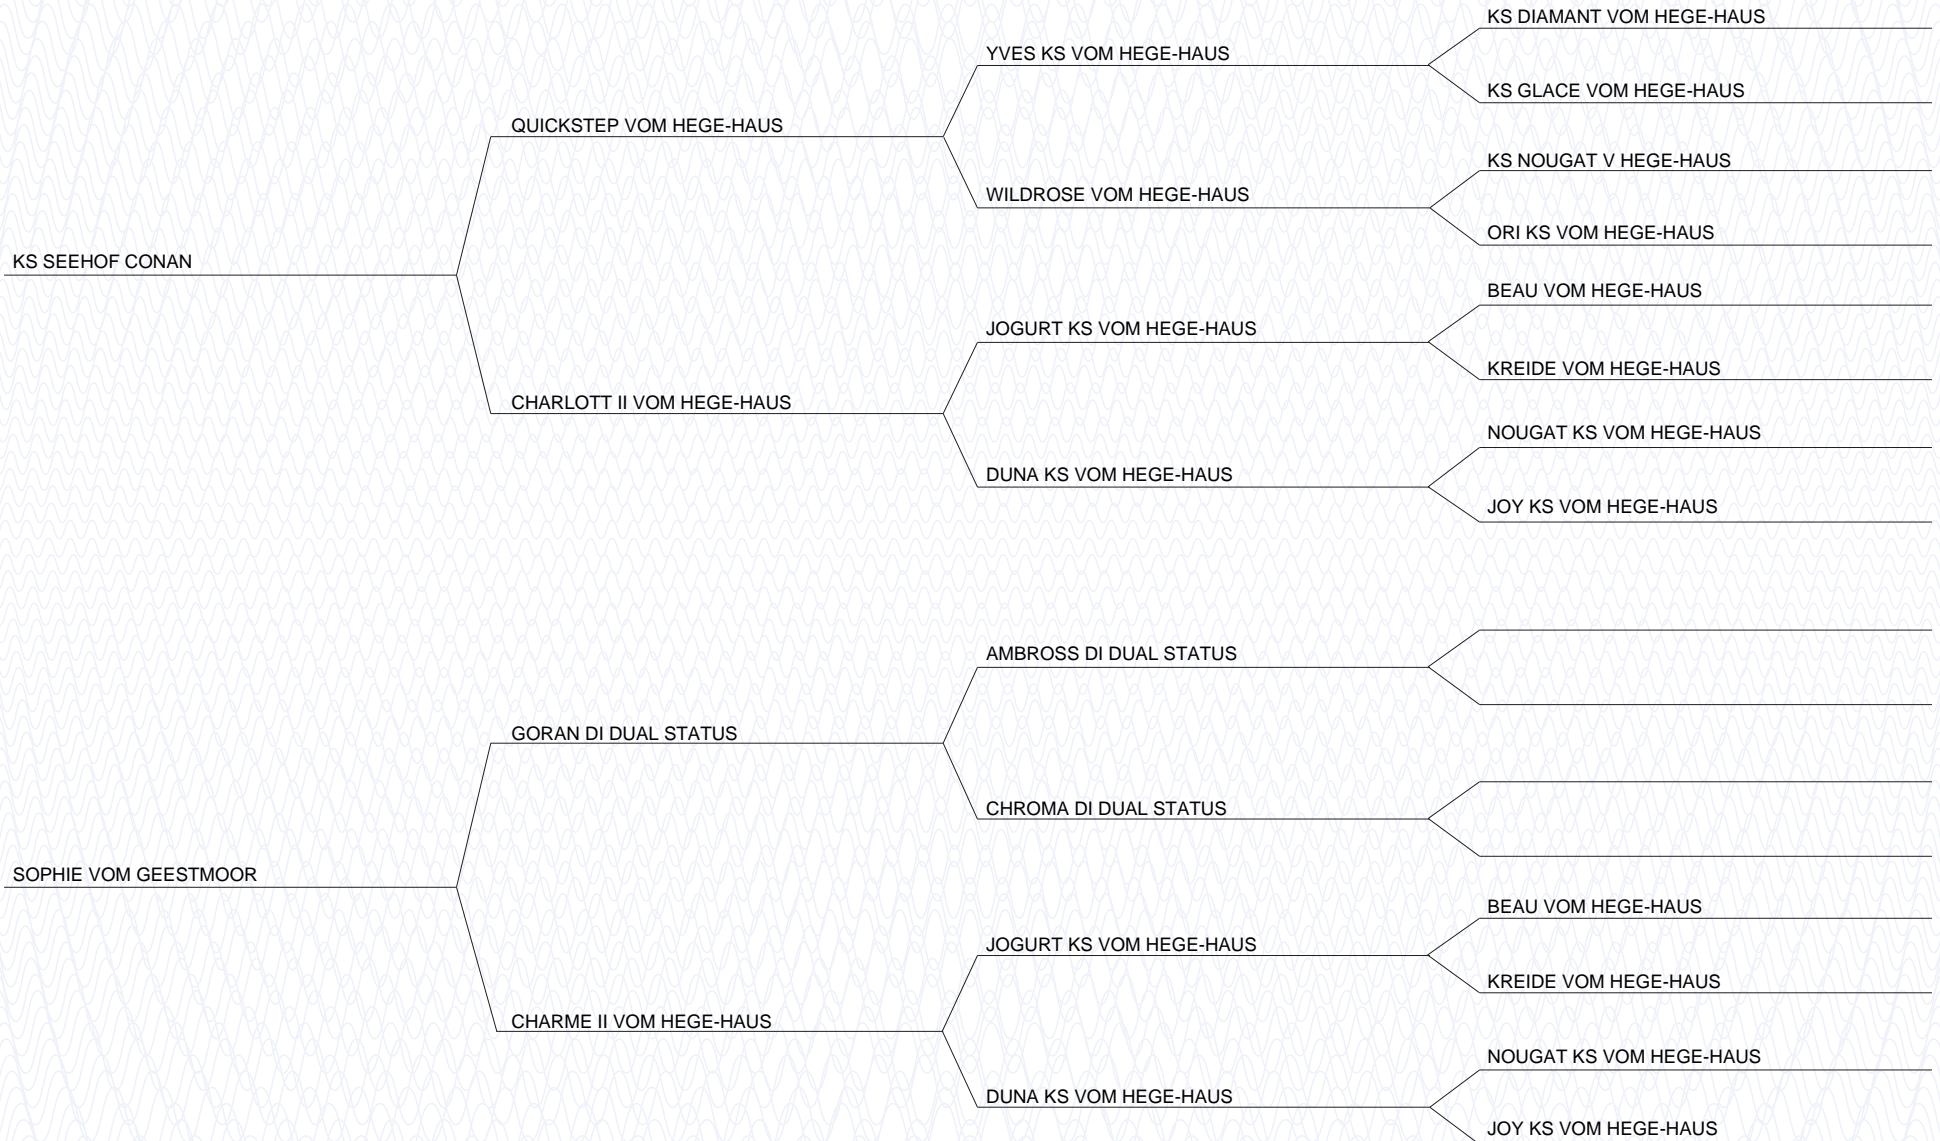 KS DIAMANT VOM HEGE-HAUS
YVES KS VOM HEGE-HAUS
KS GLACE VOM HEGE-HAUS
QUICKSTEP VOM HEGE-HAUS
KS NOUGAT V HEGE-HAUS
WILDROSE VOM HEGE-HAUS
ORI KS VOM HEGE-HAUS
KS SEEHOF CONAN
BEAU VOM HEGE-HAUS
JOGURT KS VOM HEGE-HAUS
KREIDE VOM HEGE-HAUS
CHARLOTT II VOM HEGE-HAUS
NOUGAT KS VOM HEGE-HAUS
DUNA KS VOM HEGE-HAUS
JOY KS VOM HEGE-HAUS
AMBROSS DI DUAL STATUS
GORAN DI DUAL STATUS
CHROMA DI DUAL STATUS
SOPHIE VOM GEESTMOOR
BEAU VOM HEGE-HAUS
JOGURT KS VOM HEGE-HAUS
KREIDE VOM HEGE-HAUS
CHARME II VOM HEGE-HAUS
NOUGAT KS VOM HEGE-HAUS
DUNA KS VOM HEGE-HAUS
JOY KS VOM HEGE-HAUS